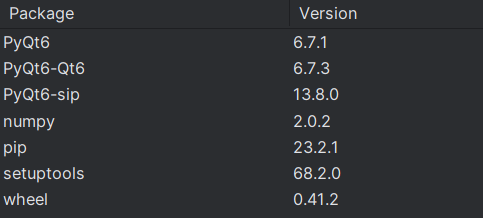 Package Version
PyQt6 6.7.1
PyQt6-Qt6 6.7.3
PyQt6-sip 13.8.0
numpy 2.0.2
pip 23.2.1
setuptools 68.2.0
wheel 0.41.2